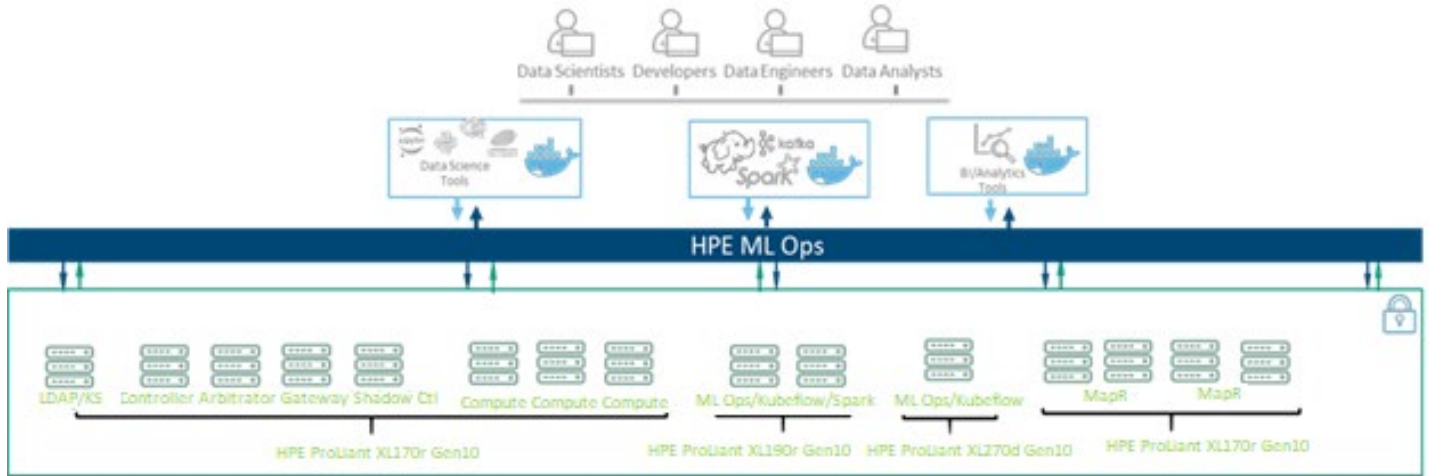 Data Scientists Developers Data Engineers Data Analysts
jupyter
Data Science
Tools
kafka
Spark
BI/Analytics
Tools
HPE ML Ops
LDAP/KS Controller Arbitrator Gateway Shadow Ctl Compute Compute Compute ML Ops/Kubeflow/Spark ML Ops/Kubeflow MapR MapR
HPE ProLiant XL170r Gen10 HPE ProLiant XL190r Gen10 HPE ProLiant XL270d Gen10 HPE ProLiant XL170r Gen10